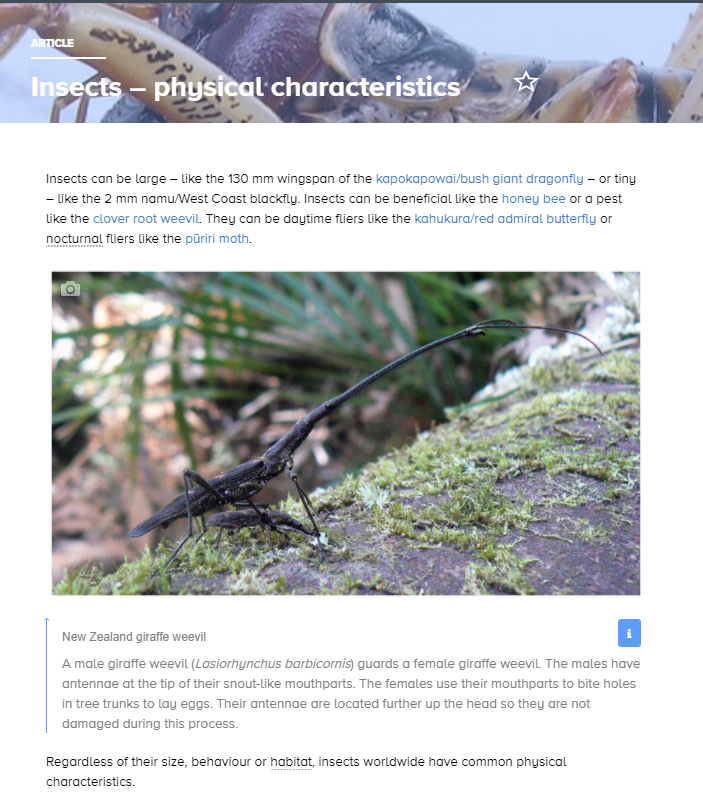 ARTICLE
Insects – physical characteristics
Insects can be large – like the 130 mm wingspan of the kapokapowai/bush giant dragonfly – or tiny
– like the 2 mm namu/West Coast blackfly. Insects can be beneficial like the honey bee or a pest
like the clover root weevil. They can be daytime fliers like the kahukura/red admiral butterfly or
nocturnal fliers like the pūriri moth.
New Zealand giraffe weevil
i
A male giraffe weevil (Lasiorhynchus barbicornis) guards a female giraffe weevil. The males have
antennae at the tip of their snout-like mouthparts. The females use their mouthparts to bite holes
in tree trunks to lay eggs. Their antennae are located further up the head so they are not
damaged during this process.
Regardless of their size, behaviour or habitat, insects worldwide have common physical
characteristics.